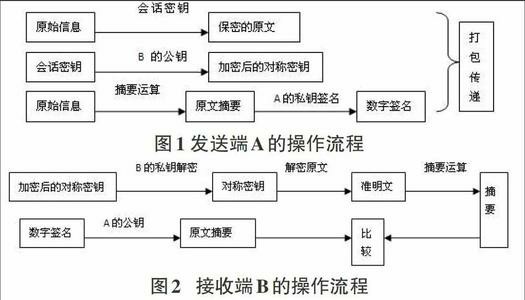 会话密钥
原始信息
保密的原文
会话密钥
B 的公钥
加密后的对称密钥
原始信息
摘要运算
原文摘要
A的私钥签名
数字签名
打包传递
图1 发送端A的操作流程
加密后的对称密钥
B的私钥解密
对称密钥
解密原文
准明文
摘要运算
摘要
数字签名
A的公钥
原文摘要
比较
图2 接收端B的操作流程